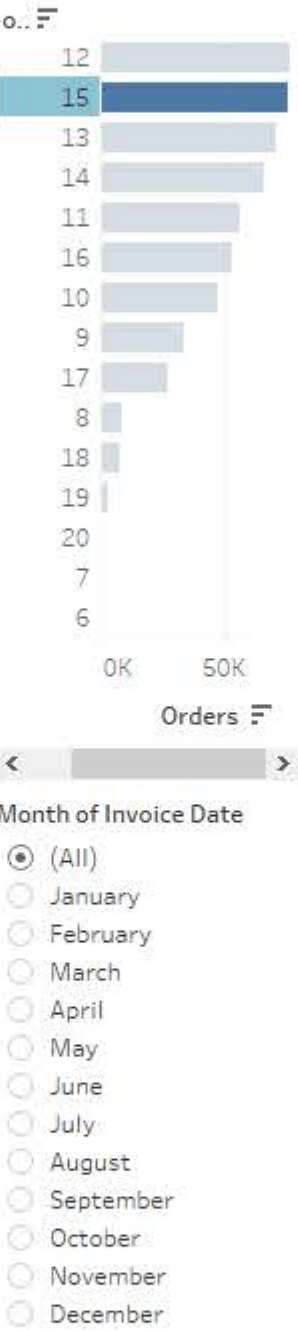 o..
12
15
13
14
11
16
10
9
17
8
18
19
20
7
6
0K 50K
Orders
Month of Invoice Date
(All)
January
February
March
April
May
June
July
August
September
October
November
December